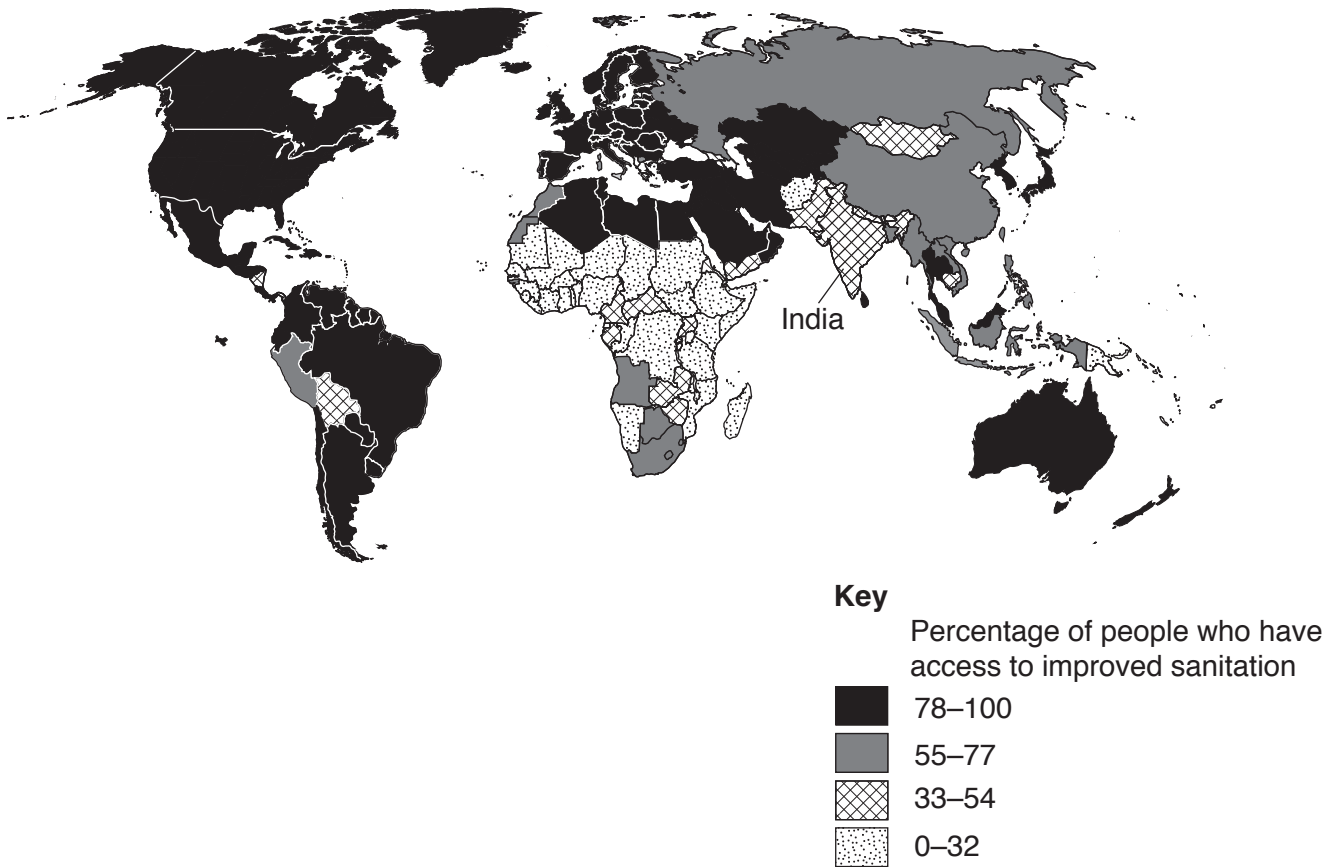 India
Key
Percentage of people who have
access to improved sanitation
78–100
55–77
33–54
0–32